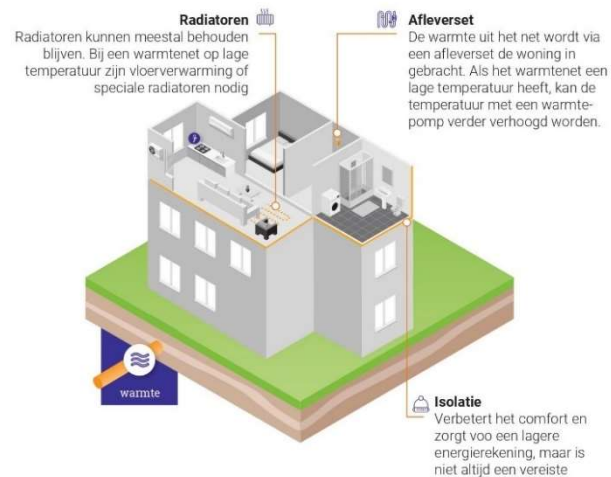 Radiatoren
Radiatoren kunnen meestal behouden
blijven. Bij een warmtenet op lage
temperatuur zijn vloerverwarming of
speciale radiatoren nodig
Afleverset
De warmte uit het net wordt via
een afleverset de woning in
gebracht. Als het warmtenet een
lage temperatuur heeft, kan de
temperatuur met een warmte-
pomp verder verhoogd worden.
warmte
Isolatie
Verbetert het comfort en
zorgt voo een lagere
energierekening, maar is
niet altijd een vereiste